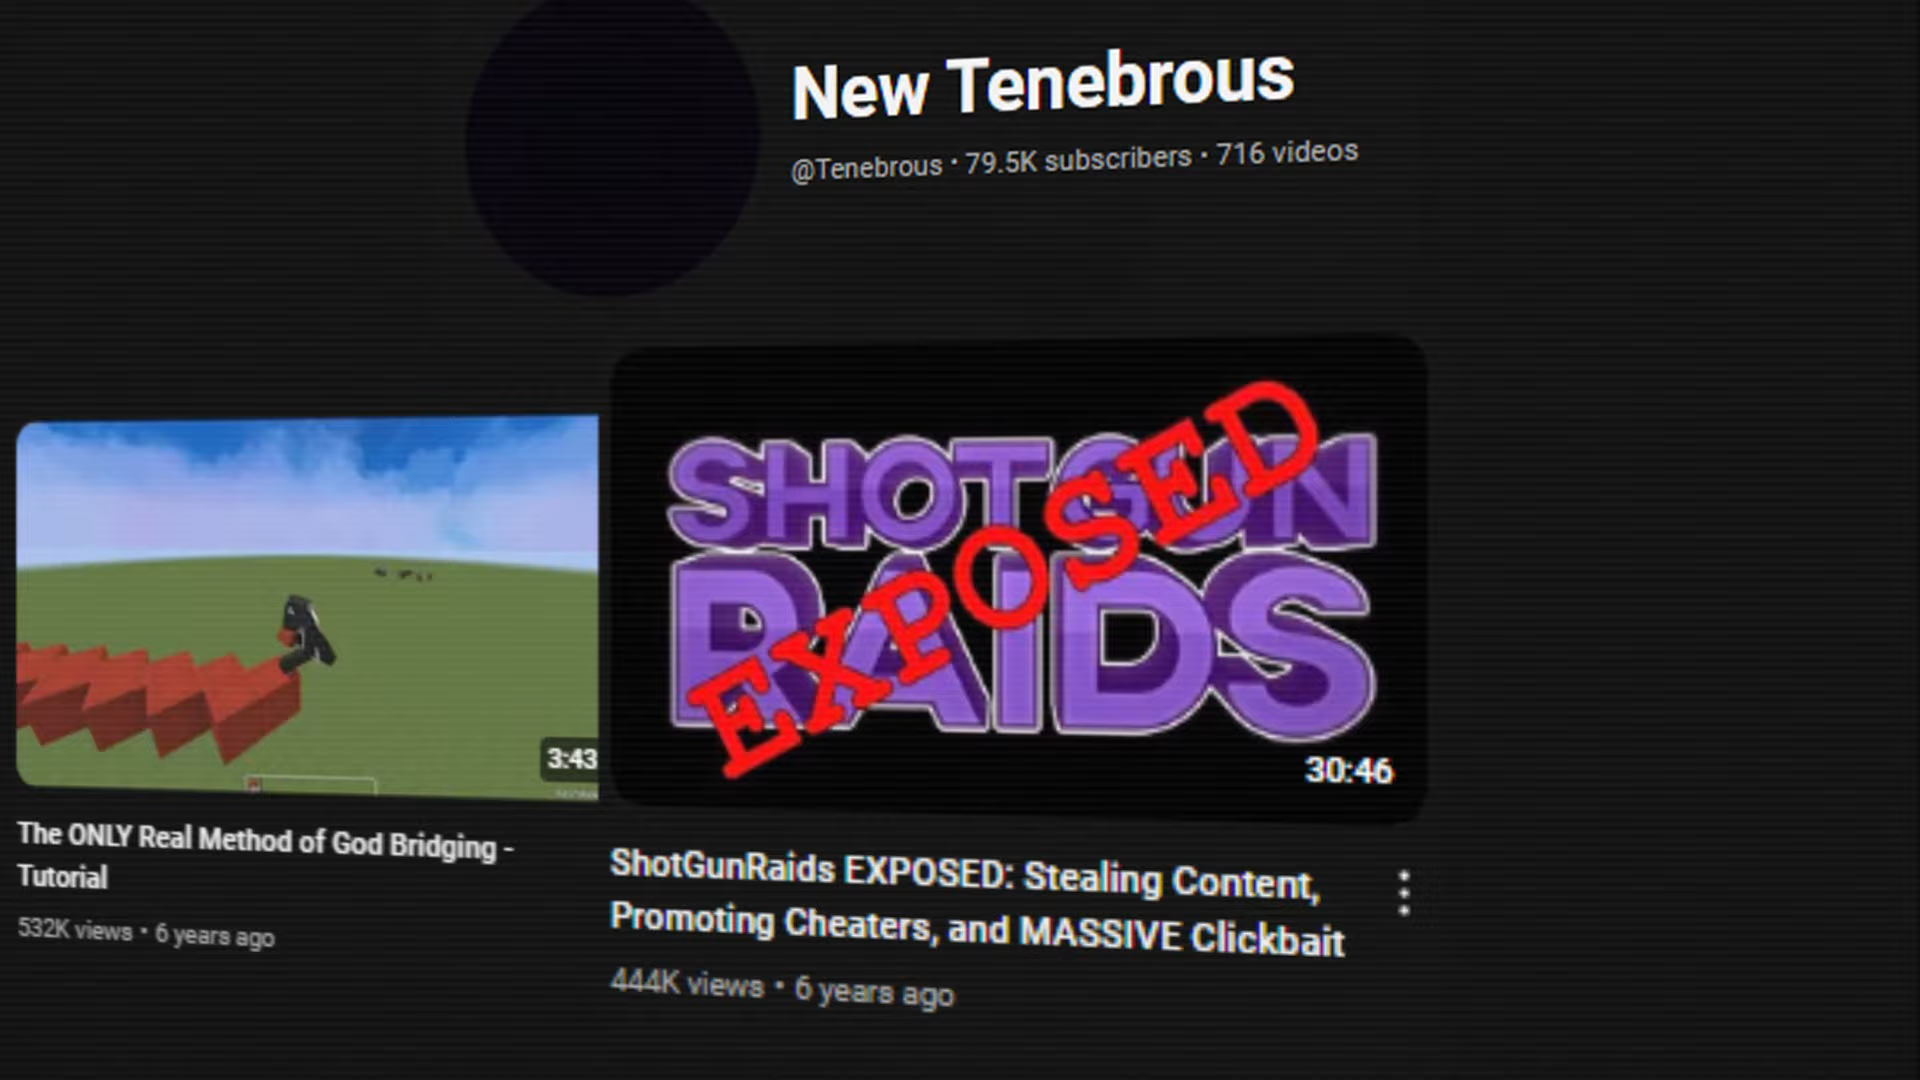 New Tenebrous
@Tenebrous • 79.5K subscribers • 716 videos
SHOTGUN
RAIDS
EXPOSED
3:43
30:46
The ONLY Real Method of God Bridging -
Tutorial
532K views • 6 years ago
ShotGunRaids EXPOSED: Stealing Content,
Promoting Cheaters, and MASSIVE Clickbait
444K views • 6 years ago